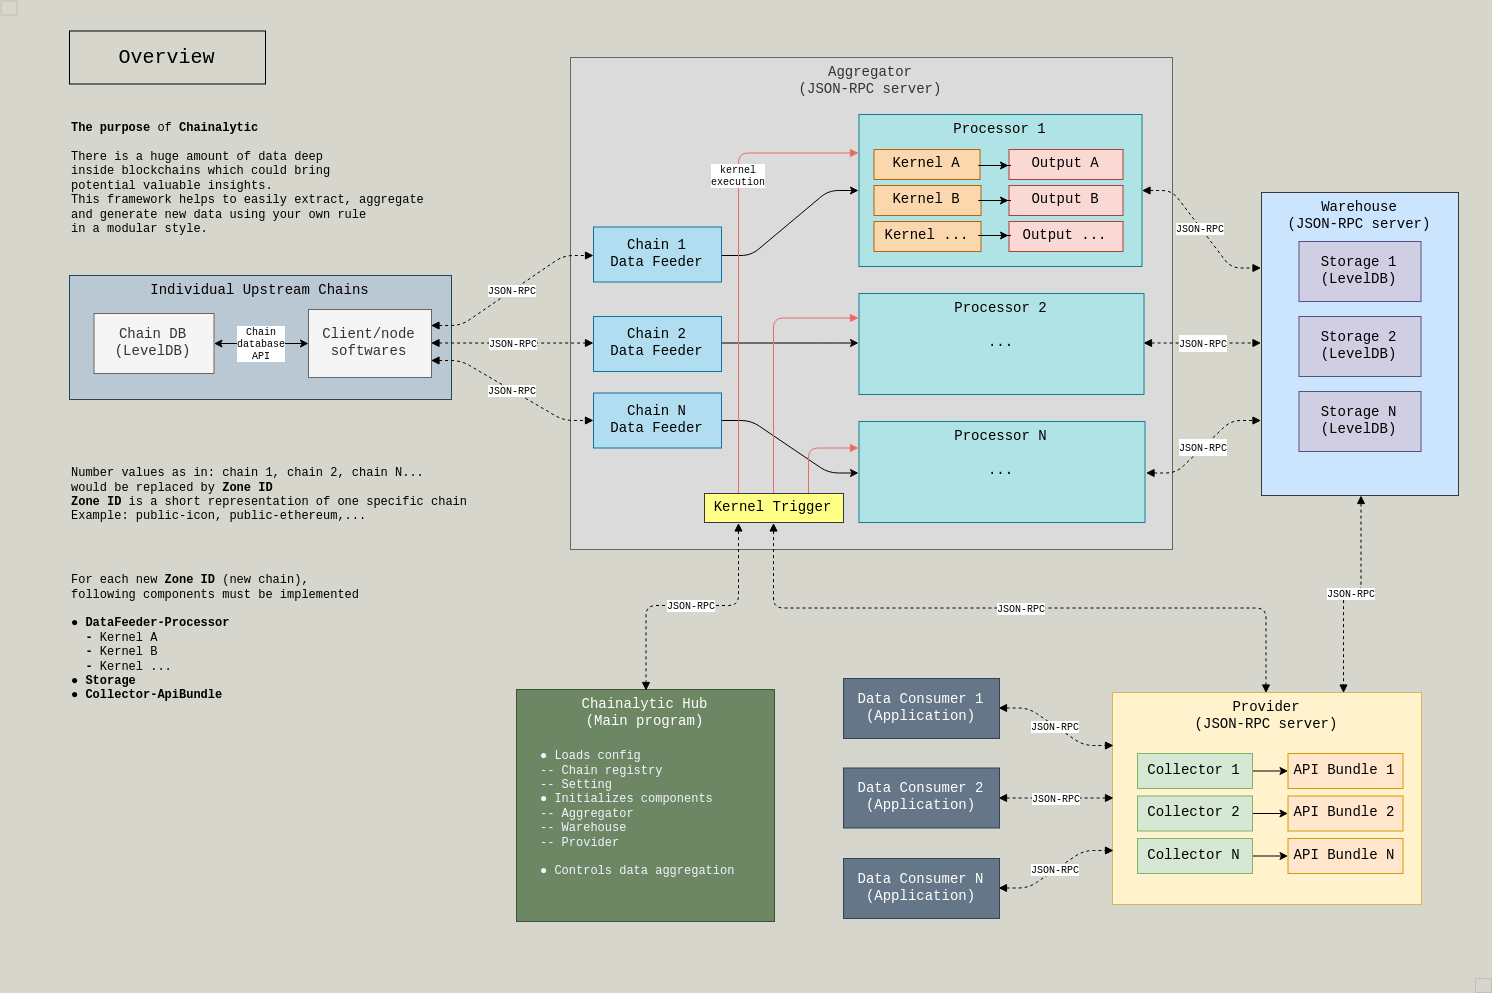 Overview
The purpose of Chainalytic
There is a huge amount of data deep
inside blockchains which could bring
potential valuable insights.
This framework helps to easily extract, aggregate
and generate new data using your own rule
in a modular style.
Individual Upstream Chains
Chain DB
(LevelDB)
Chain
database
API
Client/node
softwares
JSON-RPC
JSON-RPC
JSON-RPC
Number values as in: chain 1, chain 2, chain N...
would be replaced by Zone ID
Zone ID is a short representation of one specific chain
Example: public-icon, public-ethereum,...
For each new Zone ID (new chain),
following components must be implemented
● DataFeeder-Processor
- Kernel A
- Kernel B
- Kernel ...
● Storage
● Collector-ApiBundle
Aggregator
(JSON-RPC server)
Chain 1
Data Feeder
Chain 2
Data Feeder
Chain N
Data Feeder
kernel
execution
Kernel Trigger
Processor 1
Kernel A
Output A
Kernel B
Output B
Kernel ...
Output ...
Processor 2
...
Processor N
...
JSON-RPC
JSON-RPC
JSON-RPC
Warehouse
(JSON-RPC server)
Storage 1
(LevelDB)
Storage 2
(LevelDB)
Storage N
(LevelDB)
JSON-RPC
JSON-RPC
JSON-RPC
Chainalytic Hub
(Main program)
● Loads config
-- Chain registry
-- Setting
● Initializes components
-- Aggregator
-- Warehouse
-- Provider
● Controls data aggregation
Data Consumer 1
(Application)
Data Consumer 2
(Application)
Data Consumer N
(Application)
JSON-RPC
JSON-RPC
JSON-RPC
Provider
(JSON-RPC server)
Collector 1
API Bundle 1
Collector 2
API Bundle 2
Collector N
API Bundle N